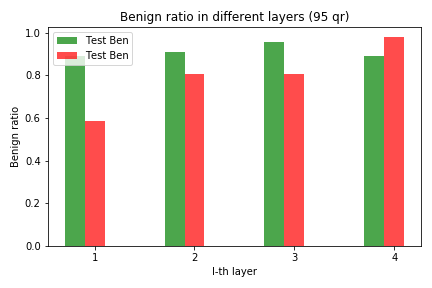 Benign ratio in different layers (95 qr)
Test Ben
Test Ben
Benign ratio
1.0
0.8
0.6
0.4
0.2
0.0
1 2 3 4
l-th layer